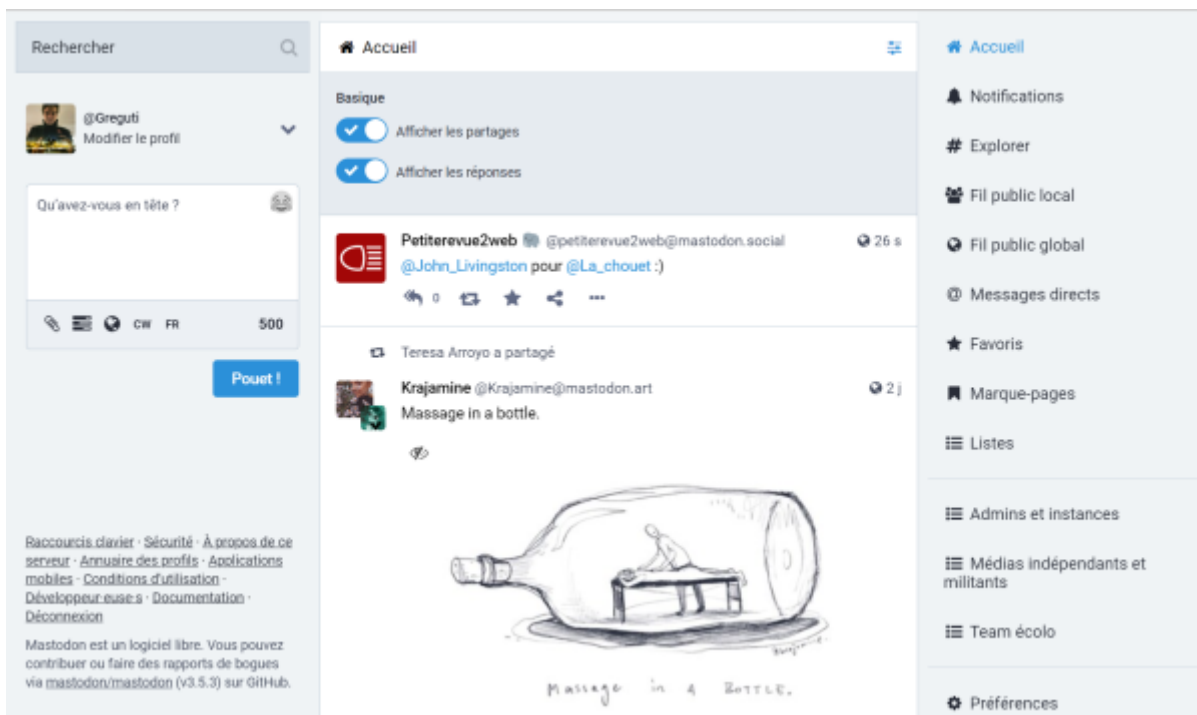 Rechercher
@Greguti
Modifier le profil
Qu'avez-vous en tête ?
CW FR 500
Pouet !
Raccourcis clavier · Sécurité · À propos de ce
serveur · Annuaire des profils · Applications
mobiles · Conditions d'utilisation ·
Développeur·euse·s · Documentation ·
Déconnexion
Mastodon est un logiciel libre. Vous pouvez
contribuer ou faire des rapports de bogues
via mastodon/mastodon (v3.5.3) sur GitHub.
Accueil
Basique
Afficher les partages
Afficher les réponses
Petiterevue2web @petiterevue2web@mastodon.social 26 s
@John_Livingston pour @La_chouet :)
0
Teresa Arroyo a partagé
Krajamine @Krajamine@mastodon.art 2 j
Massage in a bottle.
Massage in a BOTTLE.
Accueil
Notifications
# Explorer
Fil public local
Fil public global
@ Messages directs
Favoris
Marque-pages
Listes
Admins et instances
Médias indépendants et
militants
Team écolo
Préférences